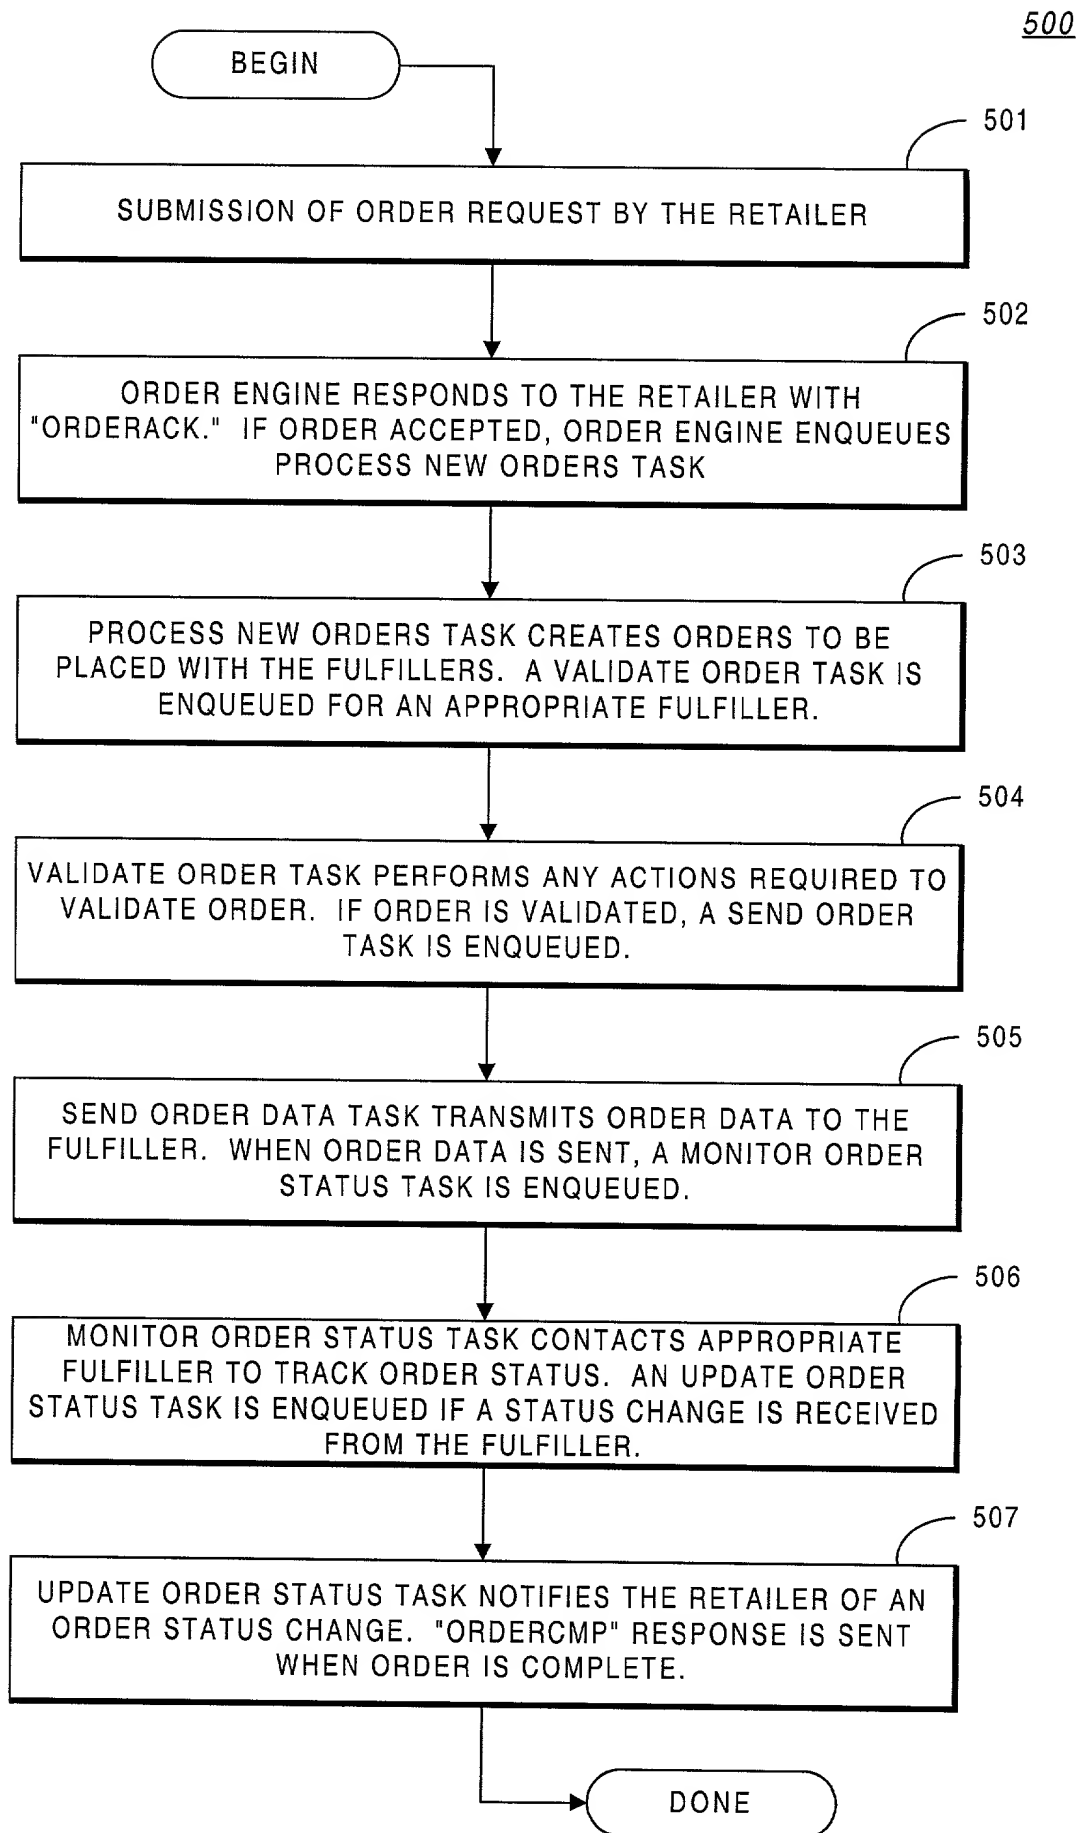 500
BEGIN
501
SUBMISSION OF ORDER REQUEST BY THE RETAILER
502
ORDER ENGINE RESPONDS TO THE RETAILER WITH
"ORDERACK." IF ORDER ACCEPTED, ORDER ENGINE ENQUEUES
PROCESS NEW ORDERS TASK
503
PROCESS NEW ORDERS TASK CREATES ORDERS TO BE
PLACED WITH THE FULFILLERS. A VALIDATE ORDER TASK IS
ENQUEUED FOR AN APPROPRIATE FULFILLER.
504
VALIDATE ORDER TASK PERFORMS ANY ACTIONS REQUIRED TO
VALIDATE ORDER. IF ORDER IS VALIDATED, A SEND ORDER
TASK IS ENQUEUED.
505
SEND ORDER DATA TASK TRANSMITS ORDER DATA TO THE
FULFILLER. WHEN ORDER DATA IS SENT, A MONITOR ORDER
STATUS TASK IS ENQUEUED.
506
MONITOR ORDER STATUS TASK CONTACTS APPROPRIATE
FULFILLER TO TRACK ORDER STATUS. AN UPDATE ORDER
STATUS TASK IS ENQUEUED IF A STATUS CHANGE IS RECEIVED
FROM THE FULFILLER.
507
UPDATE ORDER STATUS TASK NOTIFIES THE RETAILER OF AN
ORDER STATUS CHANGE. "ORDERCMP" RESPONSE IS SENT
WHEN ORDER IS COMPLETE.
DONE